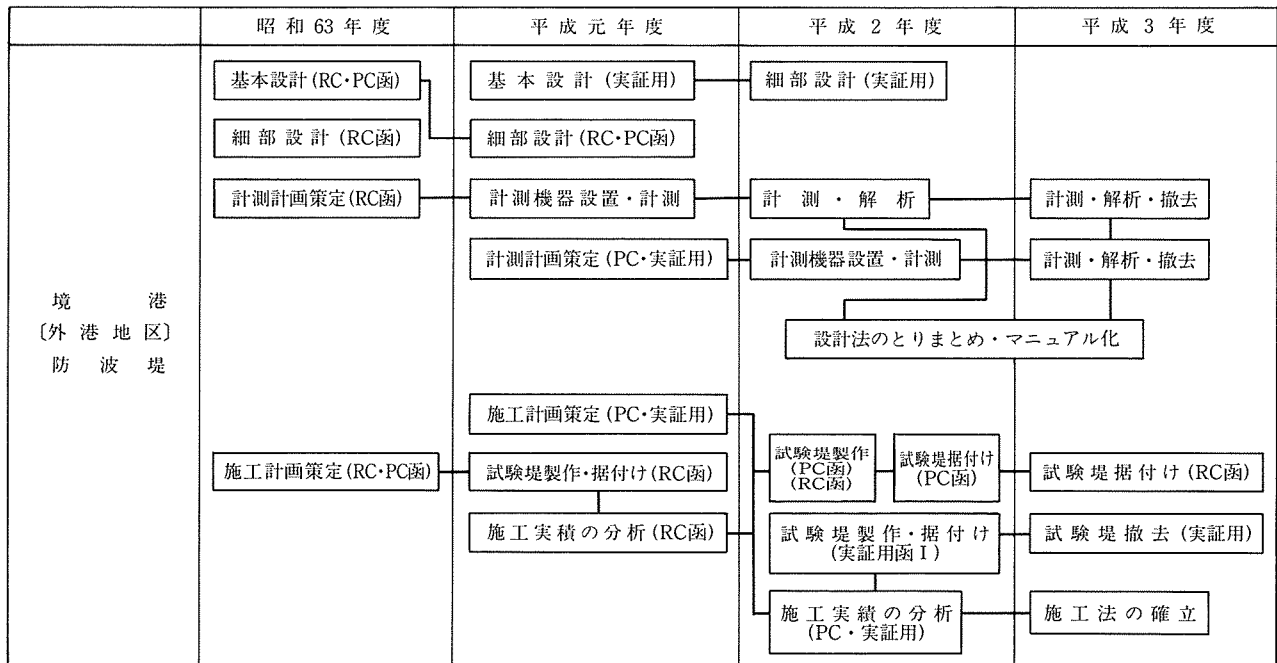 昭和63年度
平成元年度
平成2年度
平成3年度
境港
〔外港地区〕
防波堤
基本設計(RC・PC函)
基本設計(実証用)
細部設計(実証用)
細部設計(RC函)
細部設計(RC・PC函)
計測計画策定(RC函)
計測機器設置・計測
計測・解析
計測・解析・撤去
計測計画策定(PC・実証用)
計測機器設置・計測
計測・解析・撤去
設計法のとりまとめ・マニュアル化
施工計画策定(PC・実証用)
施工計画策定(RC・PC函)
試験堤製作・据付け(RC函)
試験堤製作
(PC函)
(RC函)
試験堤据付け
(PC函)
試験堤据付け(RC函)
施工実績の分析(RC函)
試験堤製作・据付け
(実証用函Ⅰ)
試験堤撤去(実証用)
施工実績の分析
(PC・実証用)
施工法の確立